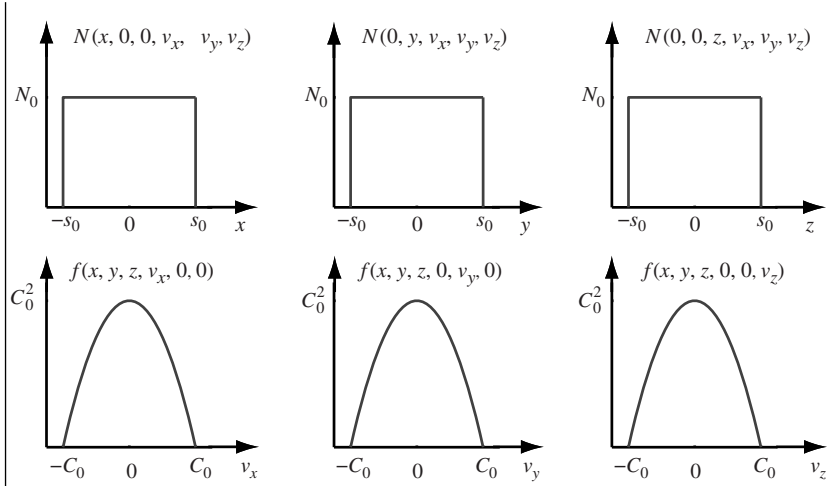 N(x, 0, 0, v_x, v_y, v_z) N(0, y, v_x, v_y, v_z) N(0, 0, z, v_x, v_y, v_z)
N_0 N_0 N_0
−s_0 0 s_0 x −s_0 0 s_0 y −s_0 0 s_0 z
f(x, y, z, v_x, 0, 0) f(x, y, z, 0, v_y, 0) f(x, y, z, 0, 0, v_z)
C_0^2 C_0^2 C_0^2
−C_0 0 C_0 v_x −C_0 0 C_0 v_y −C_0 0 C_0 v_z